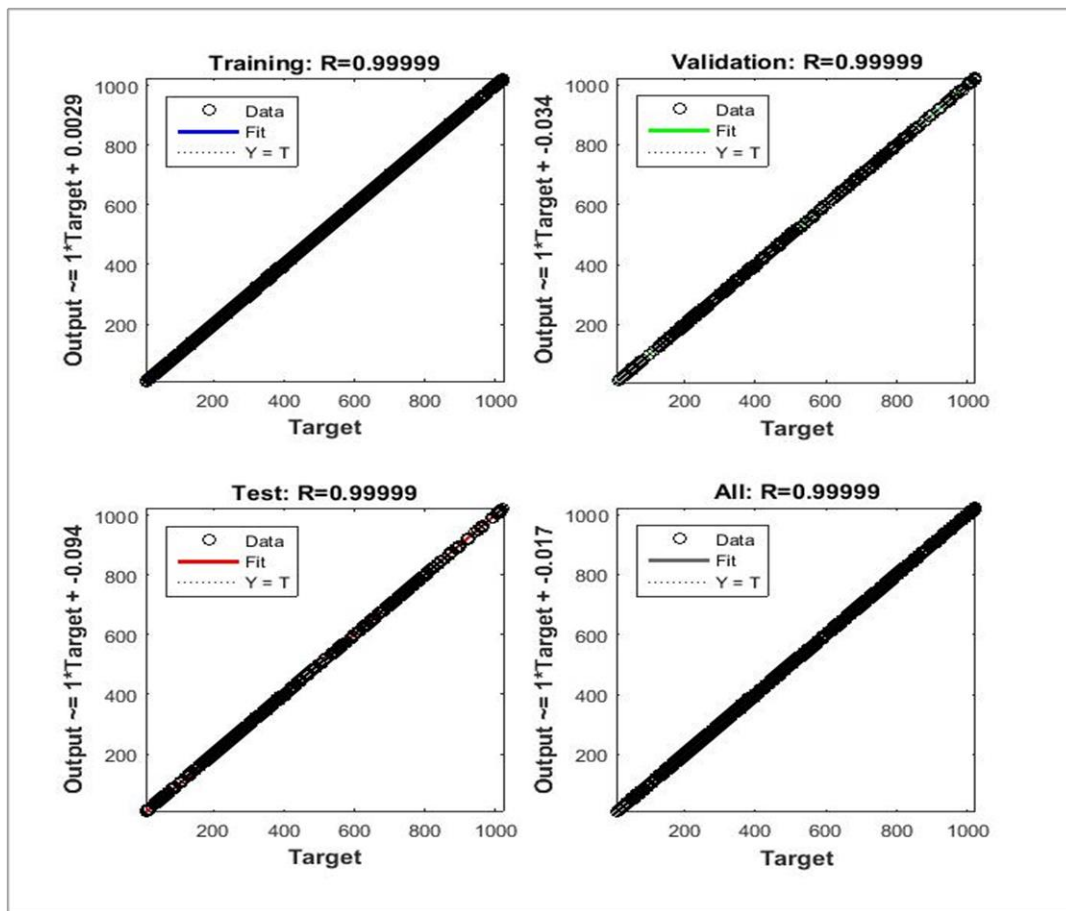 Training: R=0.99999
Output ~= 1*Target + 0.0029
1000
800
600
400
200
Data
Fit
Y = T
200 400 600 800 1000
Target
Validation: R=0.99999
Output ~= 1*Target + -0.034
1000
800
600
400
200
Data
Fit
Y = T
200 400 600 800 1000
Target
Test: R=0.99999
Output ~= 1*Target + -0.094
1000
800
600
400
200
Data
Fit
Y = T
200 400 600 800 1000
Target
All: R=0.99999
Output ~= 1*Target + -0.017
1000
800
600
400
200
Data
Fit
Y = T
200 400 600 800 1000
Target